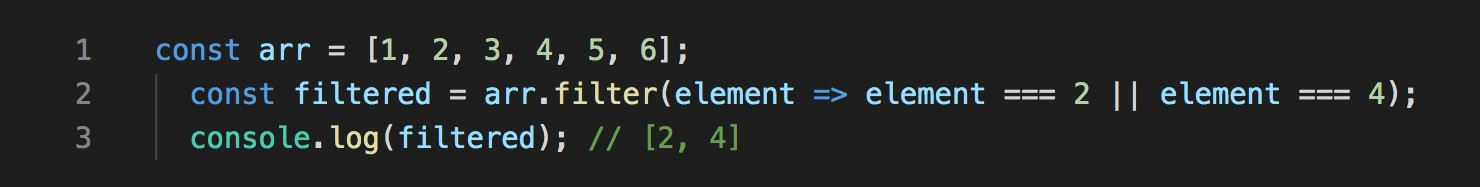 1 const arr = [1, 2, 3, 4, 5, 6];
2 const filtered = arr.filter(element => element === 2 || element === 4);
3 console.log(filtered); // [2, 4]